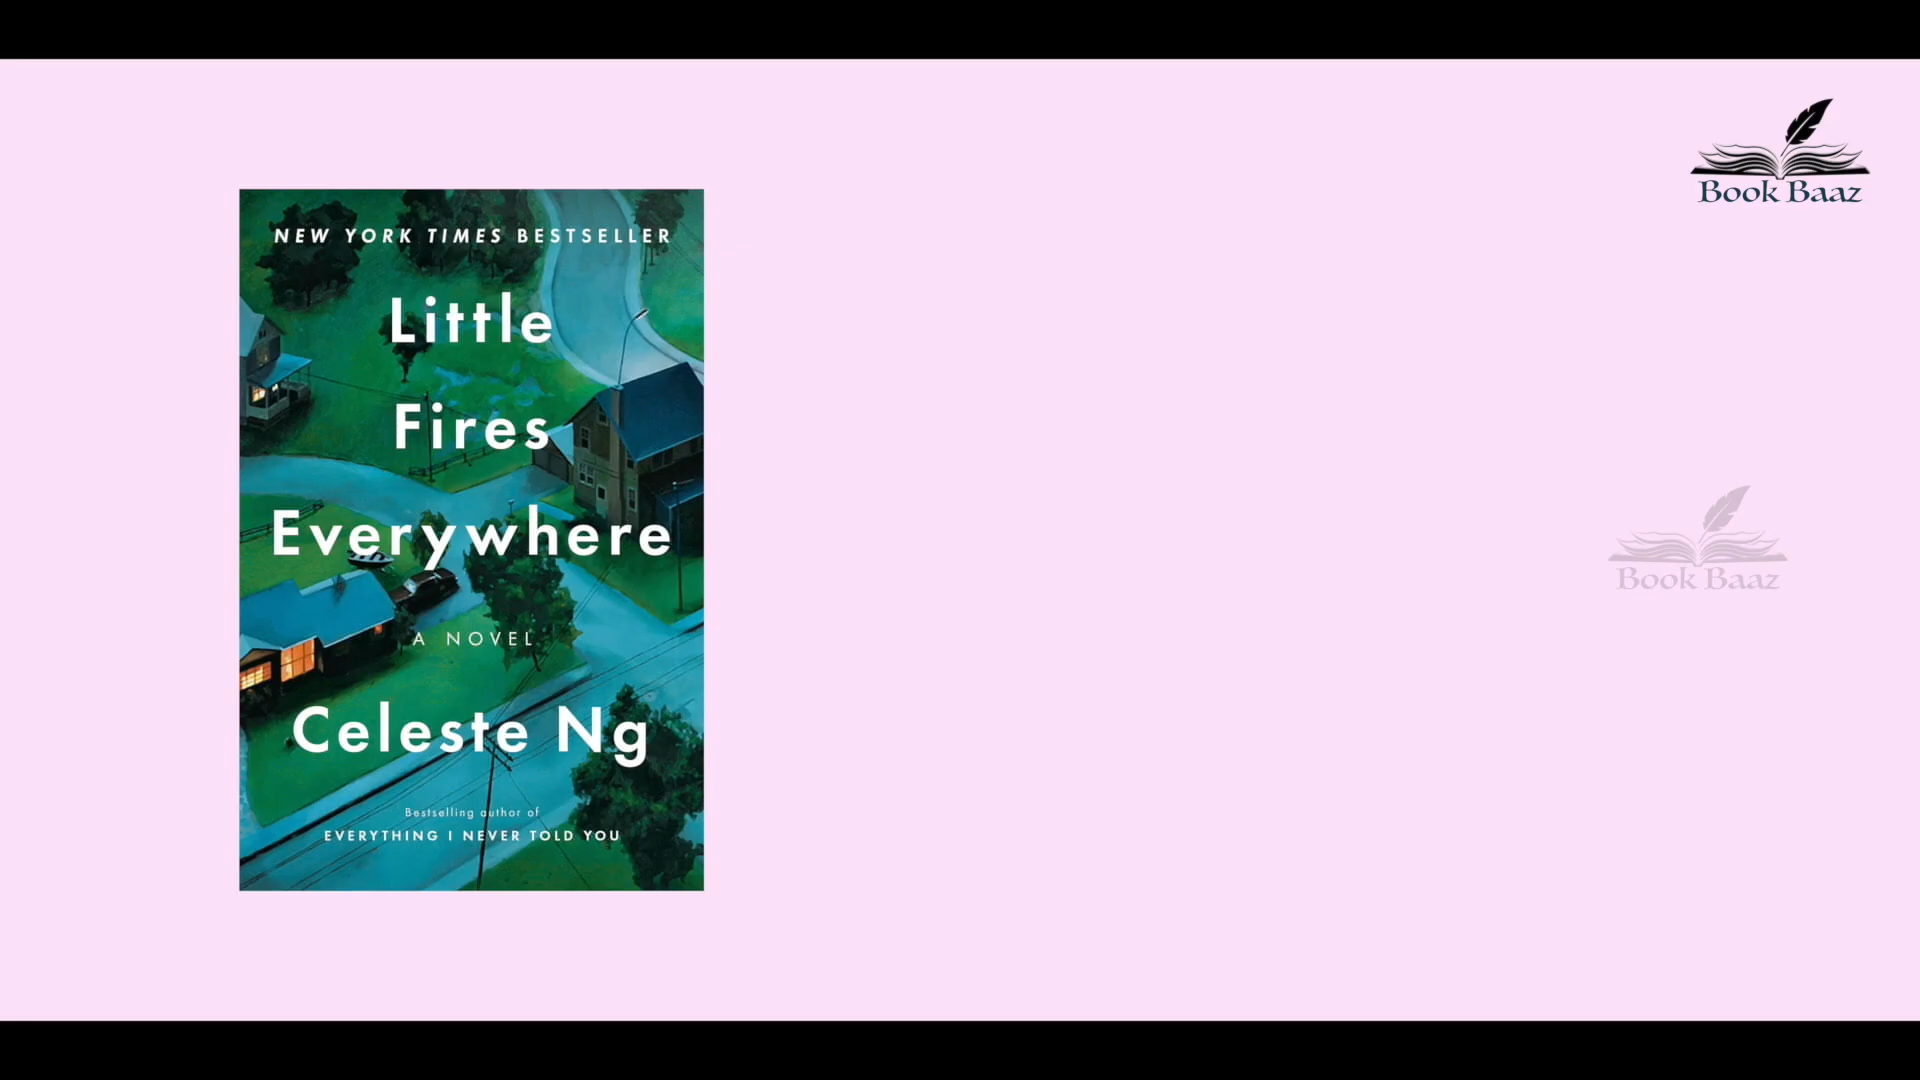 NEW YORK TIMES BESTSELLER
Little
Fires
Everywhere
A NOVEL
Celeste Ng
Bestselling author of
EVERYTHING I NEVER TOLD YOU
Book Baaz
Book Baaz